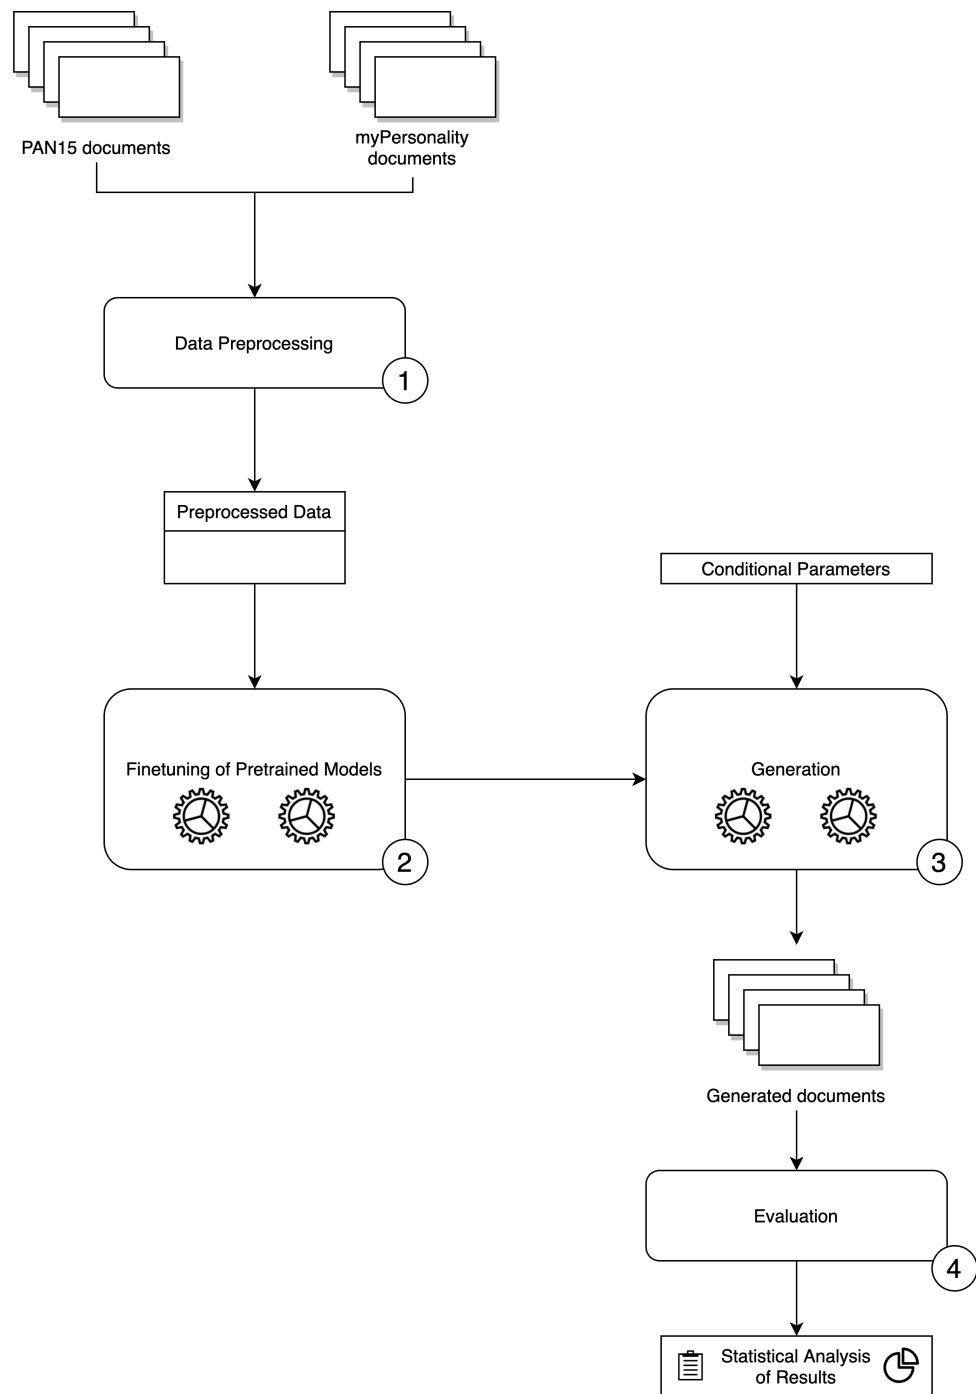 PAN15 documents
myPersonality
documents
Data Preprocessing
1
Preprocessed Data
Conditional Parameters
Finetuning of Pretrained Models
2
Generation
3
Generated documents
Evaluation
4
Statistical Analysis
of Results